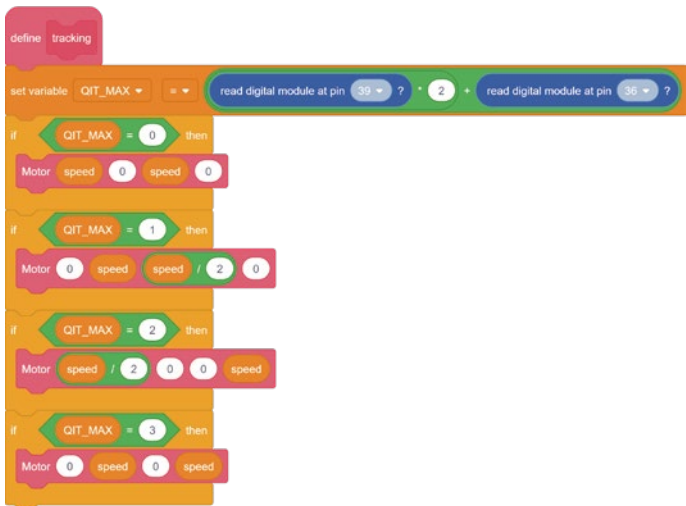 define tracking
set variable QIT_MAX = read digital module at pin 39 ? * 2 + read digital module at pin 36 ?
if QIT_MAX = 0 then
Motor speed 0 speed 0
if QIT_MAX = 1 then
Motor 0 speed speed / 2 0
if QIT_MAX = 2 then
Motor speed / 2 0 0 speed
if QIT_MAX = 3 then
Motor 0 speed 0 speed